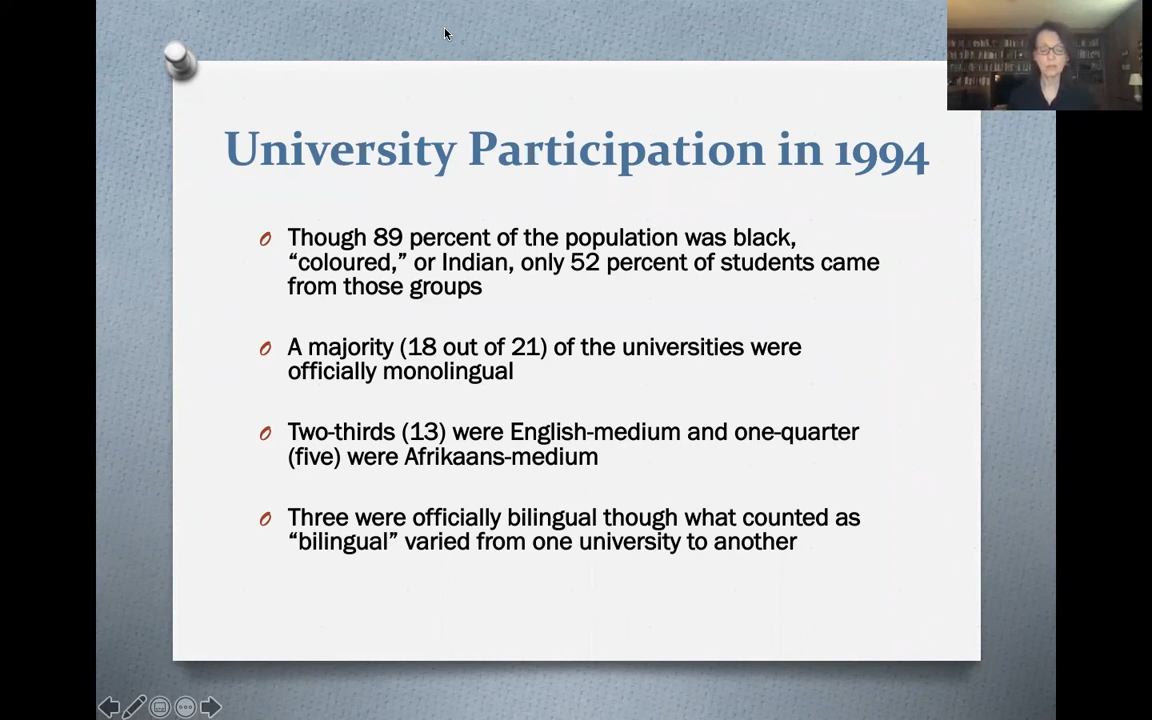 University Participation in 1994
Though 89 percent of the population was black,
“coloured,” or Indian, only 52 percent of students came
from those groups
A majority (18 out of 21) of the universities were
officially monolingual
Two-thirds (13) were English-medium and one-quarter
(five) were Afrikaans-medium
Three were officially bilingual though what counted as
“bilingual” varied from one university to another